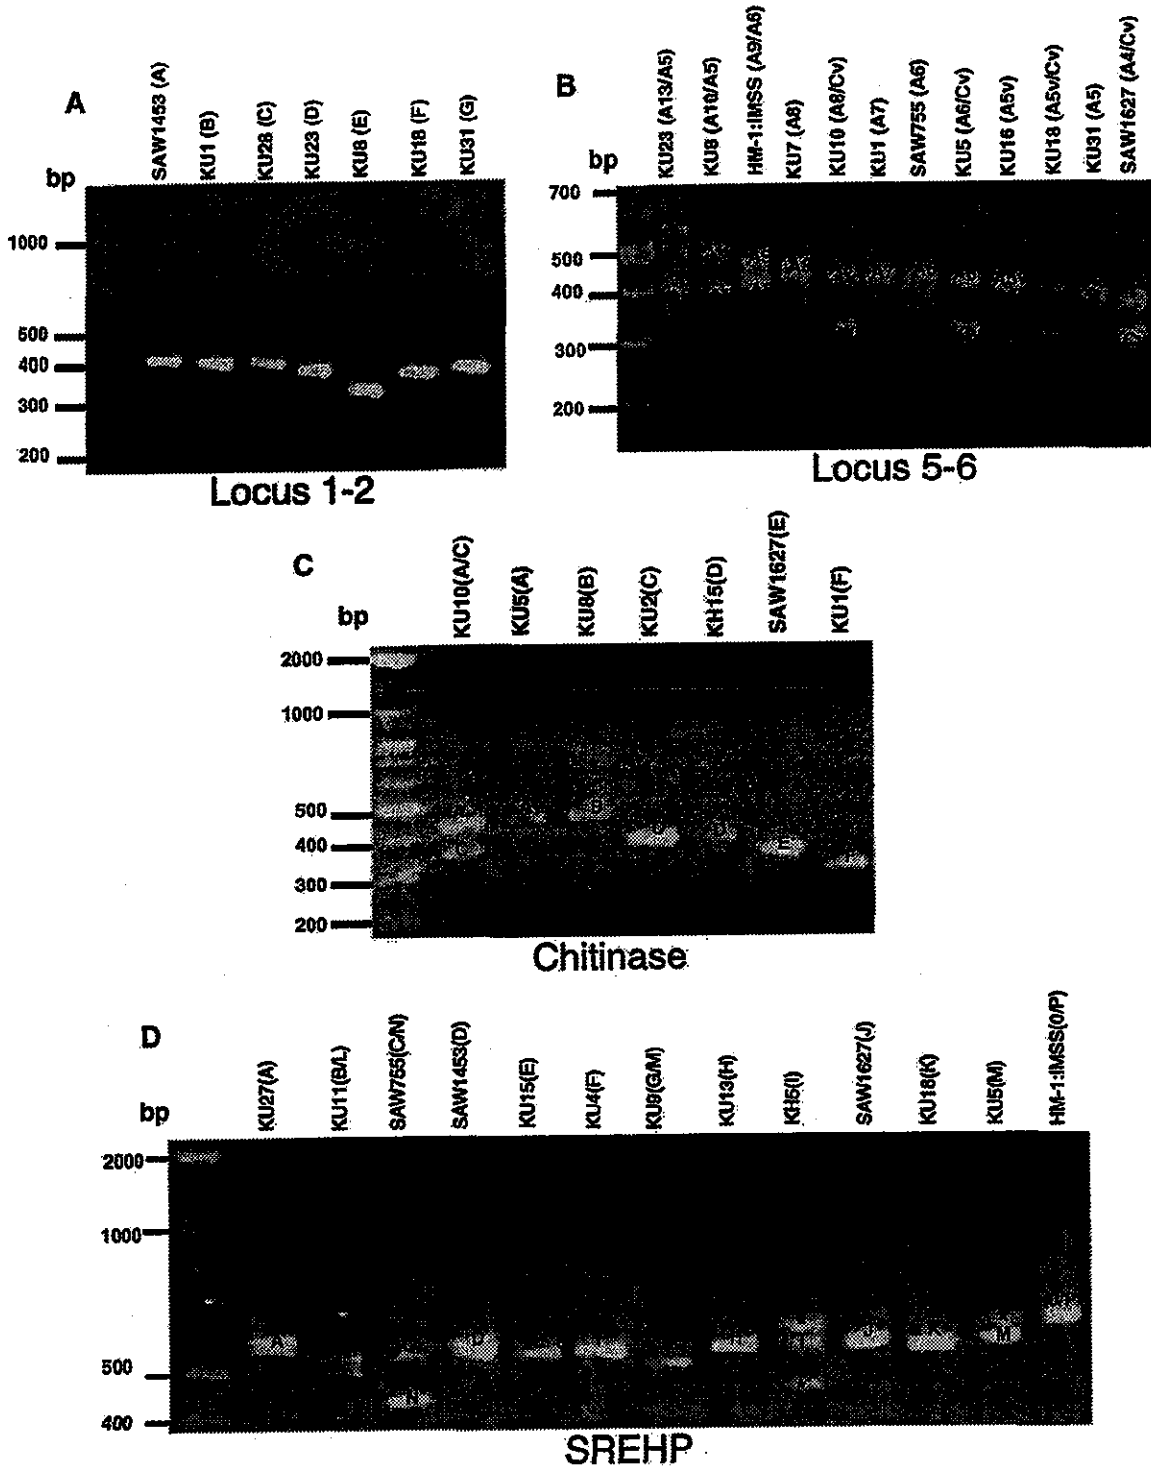 A
SAW1453 (A)
KU1 (B)
KU28 (C)
KU23 (D)
KU8 (E)
KU18 (F)
KU31 (G)
bp
1000
500
400
300
200
Locus 1-2
B
KU23 (A13/A5)
KU8 (A10/A5)
HM-1:IMSS (A9/A6)
KU7 (A6)
KU10 (A8/Cv)
KU1 (A7)
SAW755 (A6)
KU5 (A6/Cv)
KU16 (A5v)
KU18 (A5v/Cv)
KU31 (A5)
SAW1627 (A4/Cv)
bp
700
500
400
300
200
Locus 5-6
C
KU10(A/C)
KU5(A)
KU8(B)
KU2(C)
KH15(D)
SAW1627(E)
KU1(F)
bp
2000
1000
500
400
300
200
A
C
B
D
E
Chitinase
D
KU27(A)
KU11(B/L)
SAW755(C/N)
SAW1453(D)
KU15(E)
KU4(F)
KU9(G/M)
KU13(H)
KH5(I)
SAW1627(J)
KU18(K)
KU5(M)
HM-1:IMSS(O/P)
bp
2000
1000
500
400
A
N
D
H
I
J
K
M
SREHP